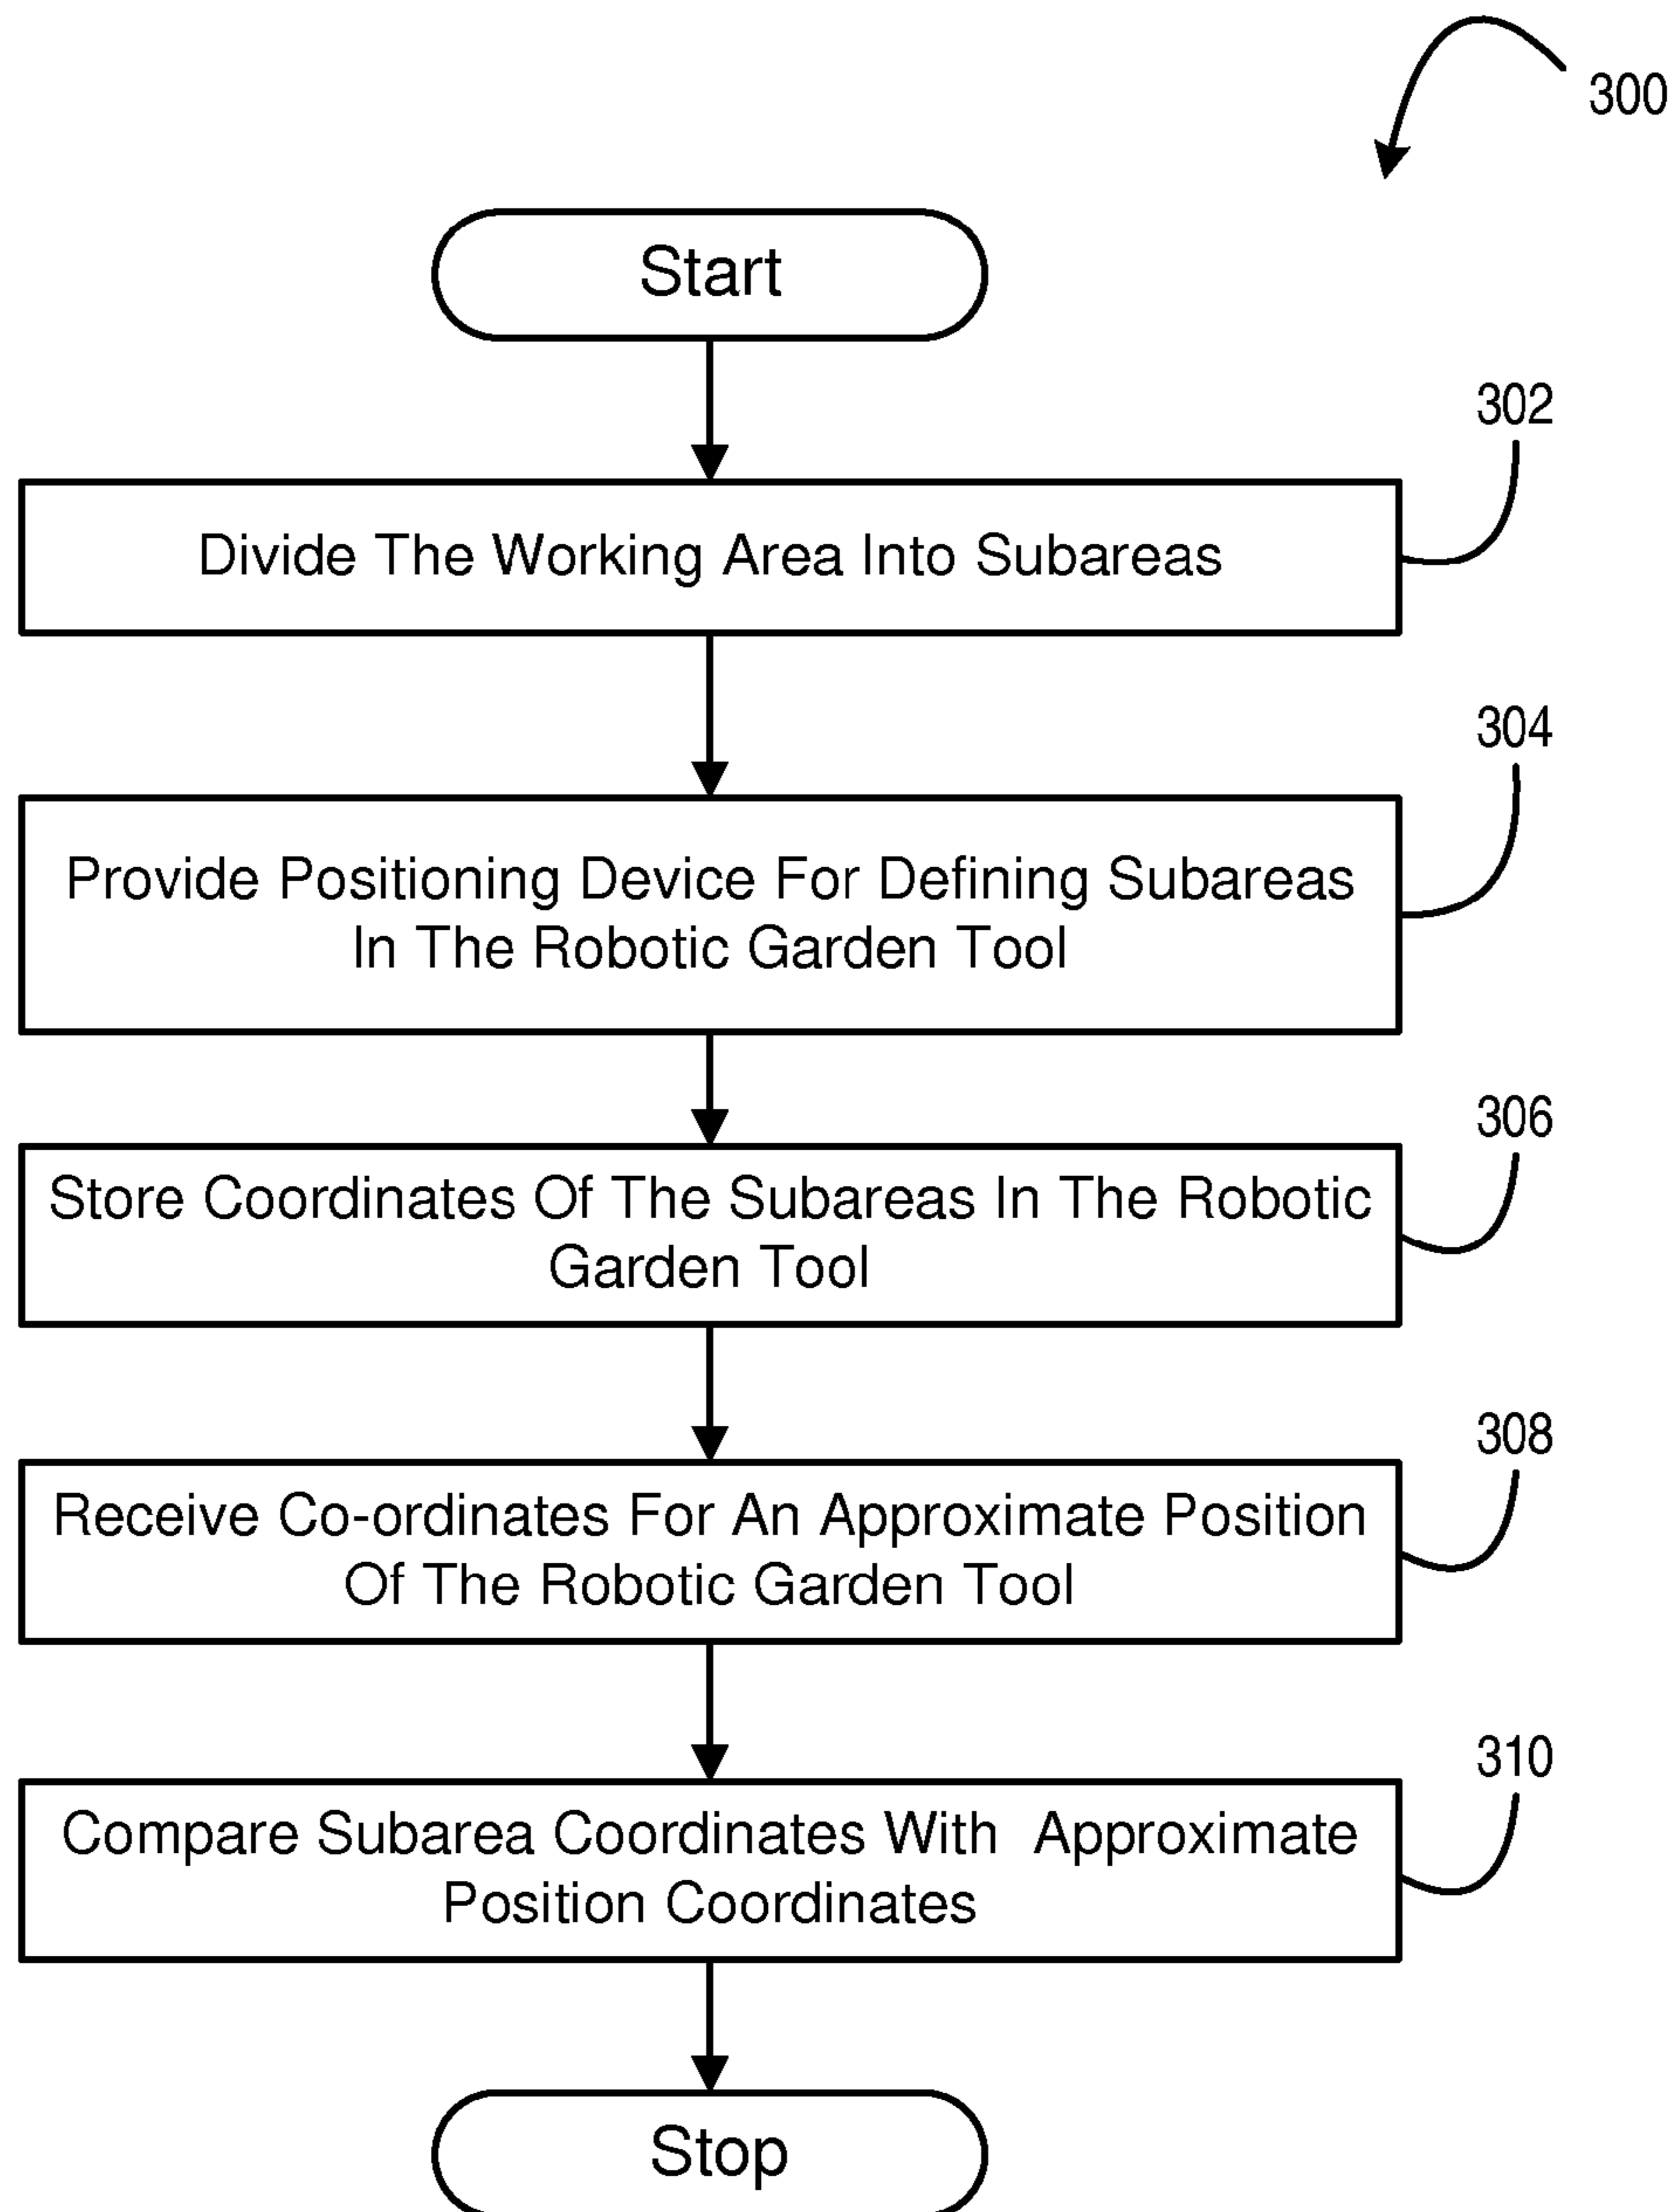 300
Start
302
Divide The Working Area Into Subareas
304
Provide Positioning Device For Defining Subareas
In The Robotic Garden Tool
306
Store Coordinates Of The Subareas In The Robotic
Garden Tool
308
Receive Co-ordinates For An Approximate Position
Of The Robotic Garden Tool
310
Compare Subarea Coordinates With Approximate
Position Coordinates
Stop